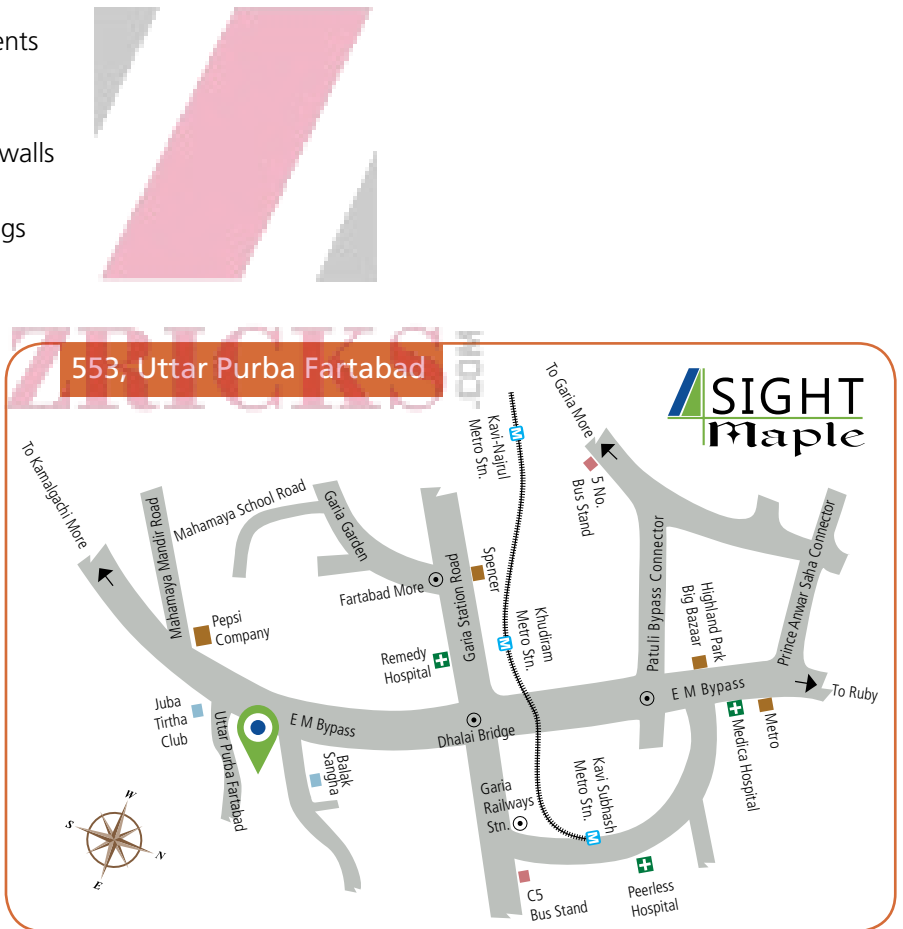 ents
walls
gs
ZRICKS
.COM
553, Uttar Purba Fartabad
4SIGHT
Maple
To Garia More
Kavi-Najrul
Metro Stn.
5 No.
Bus Stand
To Kamalgachi More
Mahamaya Mandir Road
Mahamaya School Road
Garia Garden
Fartabad More
Garia Station Road
Spencer
Patuli Bypass Connector
Prince Anwar Saha Connector
Highland Park
Big Bazaar
Pepsi
Company
Remedy
Hospital
Khudiram
Metro Stn.
E M Bypass
To Ruby
Juba
Tirtha
Club
Uttar Purba Fartabad
E M Bypass
Dhalai Bridge
Metro
Medica Hospital
Balak
Sangha
Garia
Railways
Stn.
Kavi Subhash
Metro Stn.
C5
Bus Stand
Peerless
Hospital
W
S
N
E
M
M
M